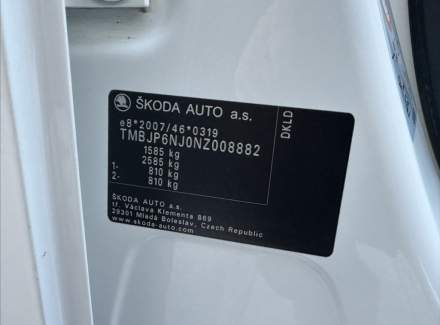 ŠKODA AUTO a.s.
e8*2007/46*0319
TMBJP6NJ0NZ008882
1585 kg
2585 kg
1- 810 kg
2- 810 kg
ŠKODA AUTO a.s.
tř. Václava Klementa 869
29301 Mladá Boleslav, Czech Republic
www.skoda-auto.com
DKLD